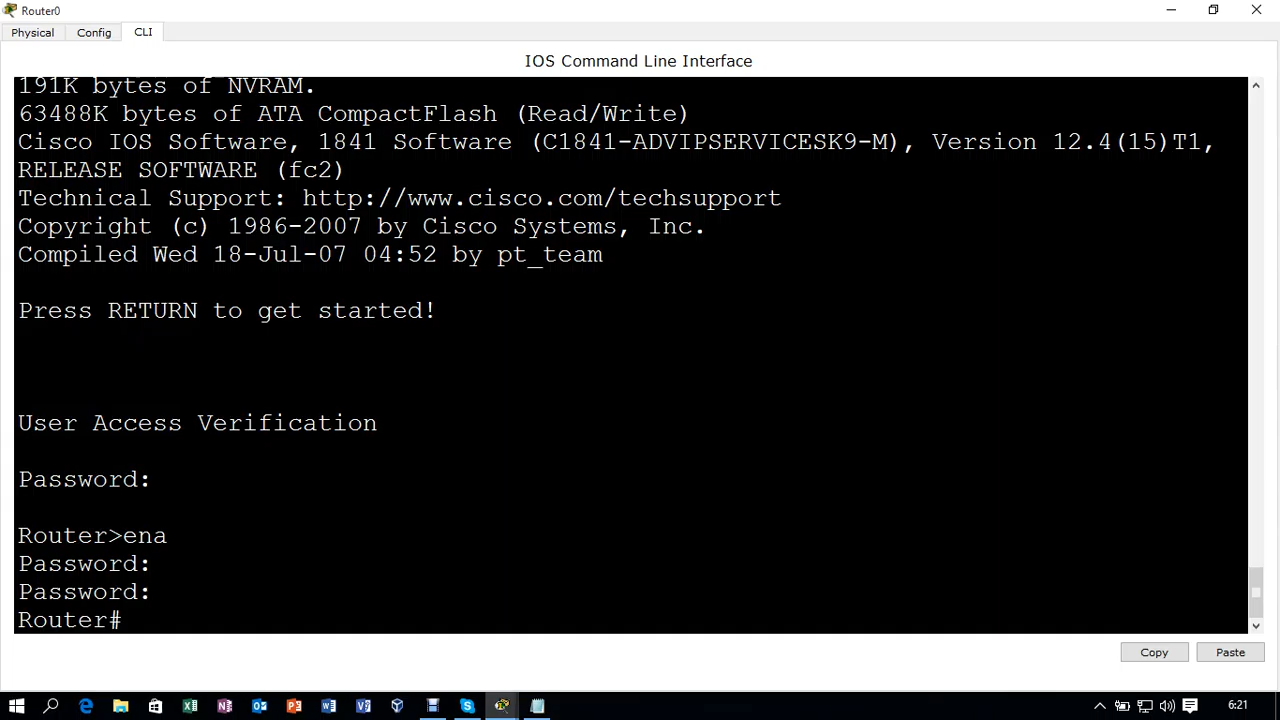 Router0
Physical
Config
CLI
IOS Command Line Interface
191K bytes of NVRAM.
63488K bytes of ATA CompactFlash (Read/Write)
Cisco IOS Software, 1841 Software (C1841-ADVIPSERVICESK9-M), Version 12.4(15)T1,
RELEASE SOFTWARE (fc2)
Technical Support: http://www.cisco.com/techsupport
Copyright (c) 1986-2007 by Cisco Systems, Inc.
Compiled Wed 18-Jul-07 04:52 by pt_team
Press RETURN to get started!
User Access Verification
Password:
Router>ena
Password:
Password:
Router#
Copy
Paste
6:21